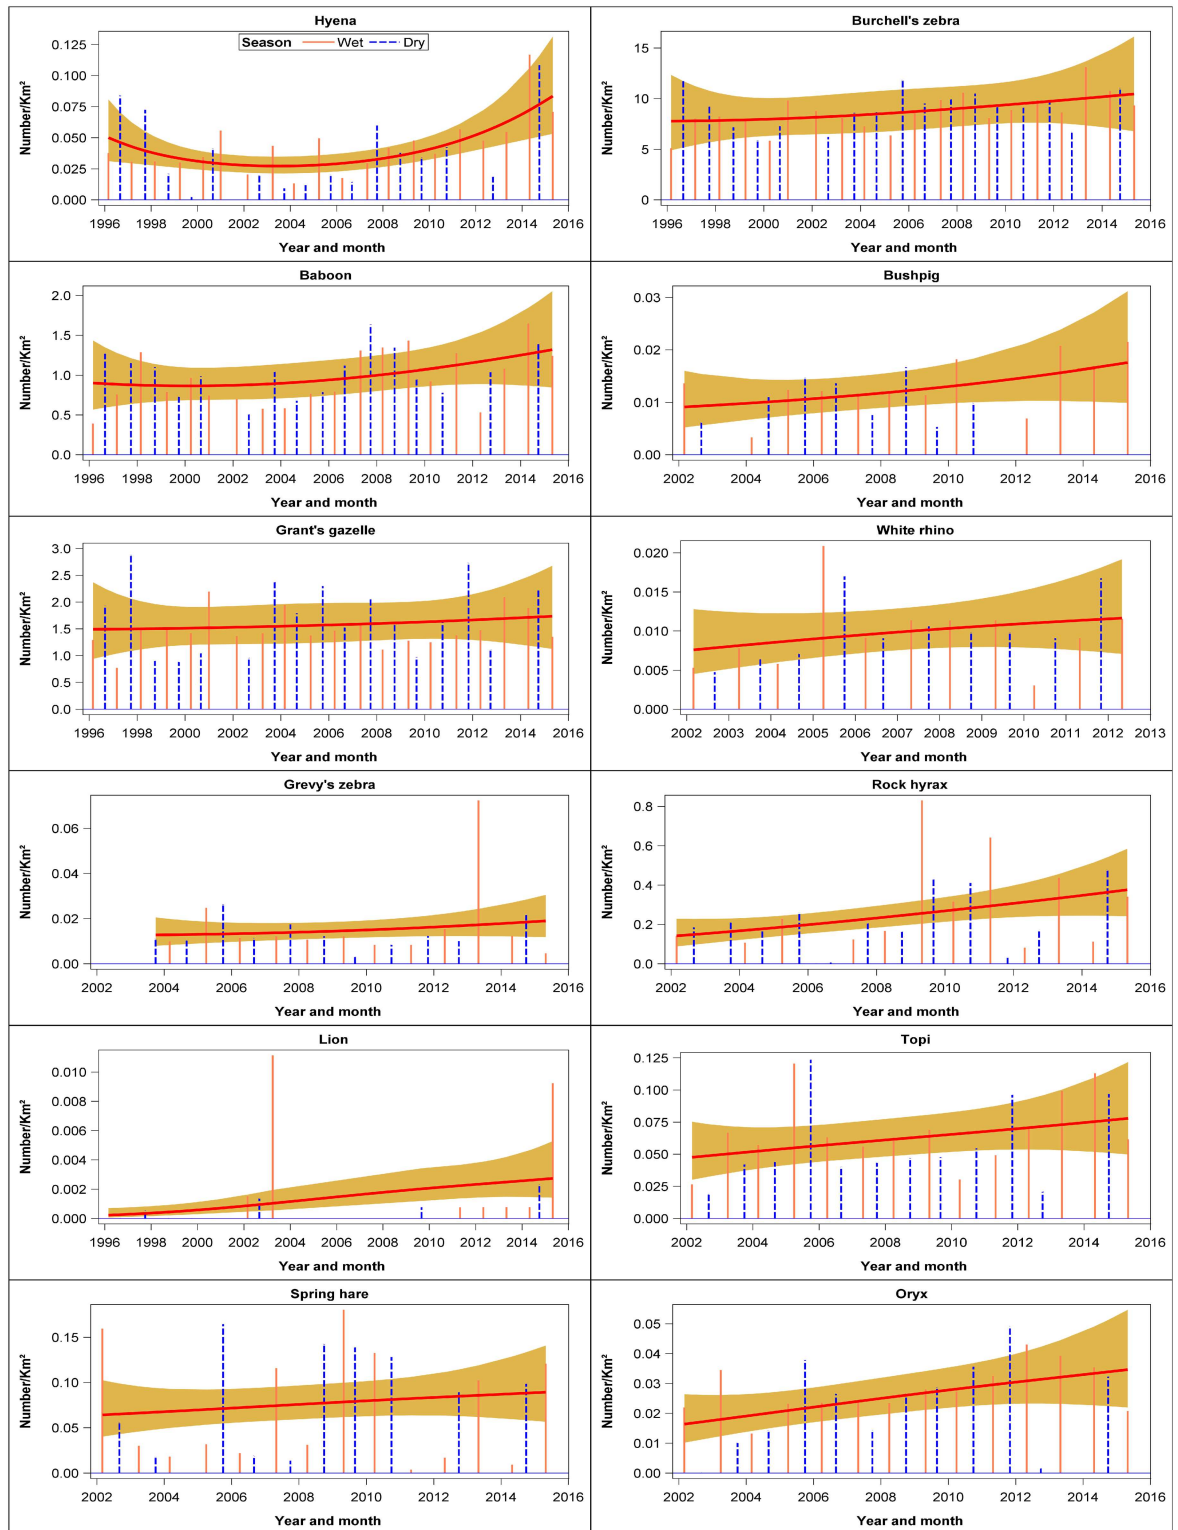 Hyena
Season Wet Dry
Number/Km²
0.125
0.100
0.075
0.050
0.025
0.000
1996 1998 2000 2002 2004 2006 2008 2010 2012 2014 2016
Year and month
Burchell's zebra
Number/Km²
15
10
5
0
1996 1998 2000 2002 2004 2006 2008 2010 2012 2014 2016
Year and month
Baboon
Number/Km²
2.0
1.5
1.0
0.5
0.0
1996 1998 2000 2002 2004 2006 2008 2010 2012 2014 2016
Year and month
Bushpig
Number/Km²
0.03
0.02
0.01
0.00
2002 2004 2006 2008 2010 2012 2014 2016
Year and month
Grant's gazelle
Number/Km²
3.0
2.5
2.0
1.5
1.0
0.5
0.0
1996 1998 2000 2002 2004 2006 2008 2010 2012 2014 2016
Year and month
White rhino
Number/Km²
0.020
0.015
0.010
0.005
0.000
2002 2003 2004 2005 2006 2007 2008 2009 2010 2011 2012 2013
Year and month
Grevy's zebra
Number/Km²
0.06
0.04
0.02
0.00
2002 2004 2006 2008 2010 2012 2014 2016
Year and month
Rock hyrax
Number/Km²
0.8
0.6
0.4
0.2
0.0
2002 2004 2006 2008 2010 2012 2014 2016
Year and month
Lion
Number/Km²
0.010
0.008
0.006
0.004
0.002
0.000
1996 1998 2000 2002 2004 2006 2008 2010 2012 2014 2016
Year and month
Topi
Number/Km²
0.125
0.100
0.075
0.050
0.025
0.000
2002 2004 2006 2008 2010 2012 2014 2016
Year and month
Spring hare
Number/Km²
0.15
0.10
0.05
0.00
2002 2004 2006 2008 2010 2012 2014 2016
Year and month
Oryx
Number/Km²
0.05
0.04
0.03
0.02
0.01
0.00
2002 2004 2006 2008 2010 2012 2014 2016
Year and month